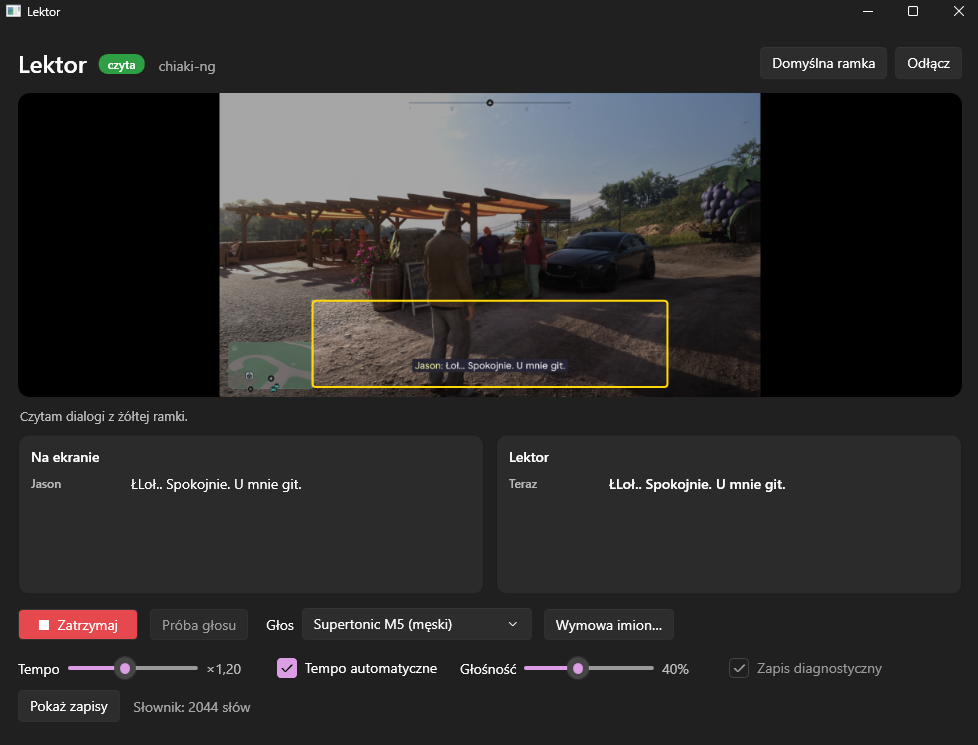 Lektor
Lektor czyta chiaki-ng Domyślna ramka Odłącz
Jason: Łoł... Spokojnie. U mnie git.
Czytam dialogi z żółtej ramki.
Na ekranie
Jason ŁLoł.. Spokojnie. U mnie git.
Lektor
Teraz ŁLoł.. Spokojnie. U mnie git.
Zatrzymaj Próba głosu Głos Supertonic M5 (męski) Wymowa imion...
Tempo ×1,20 Tempo automatyczne Głośność 40% Zapis diagnostyczny
Pokaż zapisy Słownik: 2044 słów